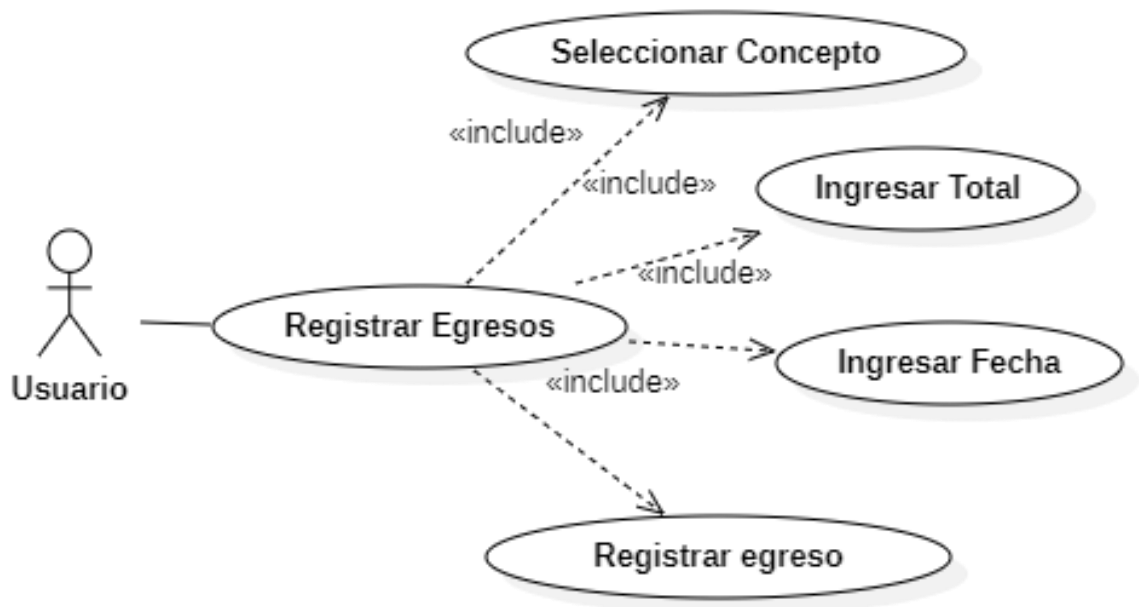 Seleccionar Concepto
«include»
«include»
Ingresar Total
«include»
Registrar Egresos
Ingresar Fecha
«include»
Usuario
Registrar egreso